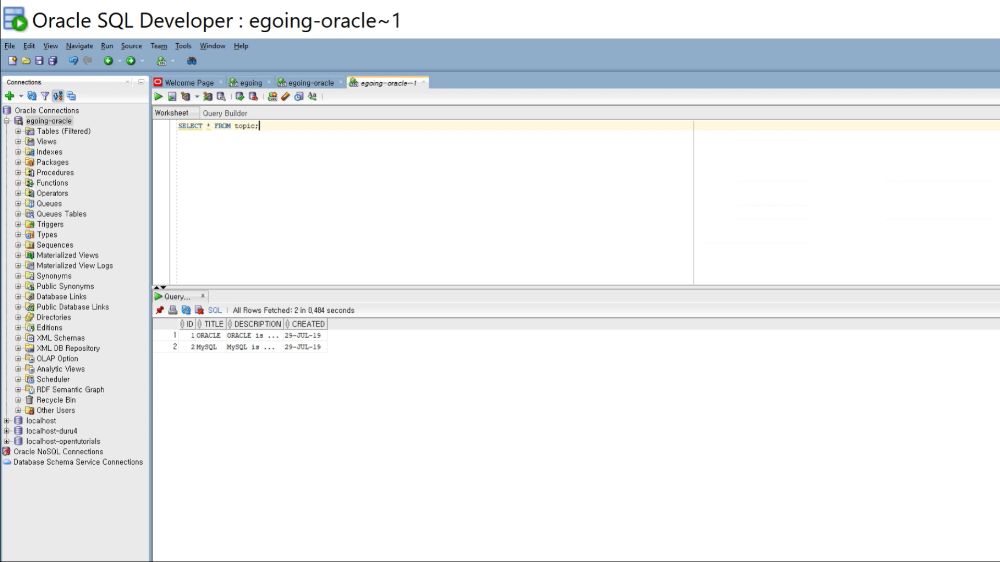 Oracle SQL Developer : egoing-oracle~1
File Edit View Navigate Run Source Team Tools Window Help
Connections
Welcome Page egoing egoing-oracle egoing-oracle~1
Worksheet Query Builder
Oracle Connections
egoing-oracle
Tables (Filtered)
Views
Indexes
Packages
Procedures
Functions
Operators
Queues
Queues Tables
Triggers
Types
Sequences
Materialized Views
Materialized View Logs
Synonyms
Public Synonyms
Database Links
Public Database Links
Directories
Editions
XML Schemas
XML DB Repository
OLAP Option
Analytic Views
Scheduler
RDF Semantic Graph
Recycle Bin
Other Users
localhost
localhost-duru4
localhost-opentutorials
Oracle NoSQL Connections
Database Schema Service Connections
SELECT * FROM topic;
Query...
SQL | All Rows Fetched: 2 in 0,484 seconds
ID TITLE DESCRIPTION CREATED
1 1 ORACLE ORACLE is ... 29-JUL-19
2 2 MySQL MySQL is ... 29-JUL-19